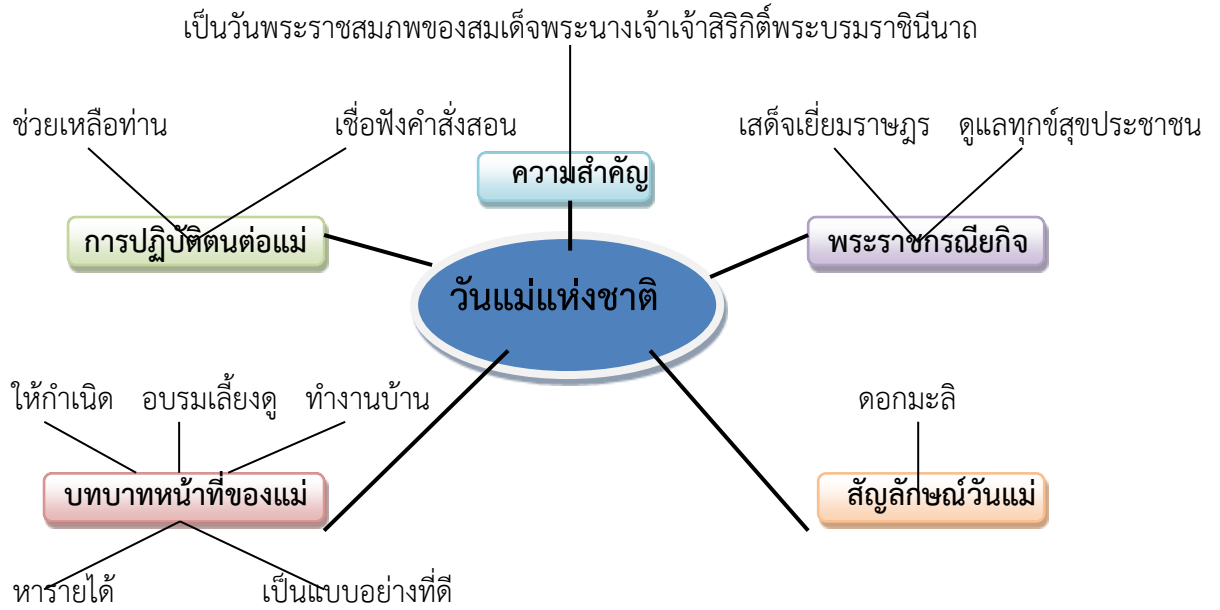 เป็นวันพระราชสมภพของสมเด็จพระนางเจ้าเจ้าสิริกิติ์พระบรมราชินีนาถ
ช่วยเหลือท่าน เชื่อฟังคำสั่งสอน เสด็จเยี่ยมราษฎร ดูแลทุกข์สุขประชาชน
ความสำคัญ
การปฏิบัติตนต่อแม่ พระราชกรณียกิจ
วันแม่แห่งชาติ
ให้กำเนิด อบรมเลี้ยงดู ทำงานบ้าน ดอกมะลิ
บทบาทหน้าที่ของแม่ สัญลักษณ์วันแม่
หารายได้ เป็นแบบอย่างที่ดี